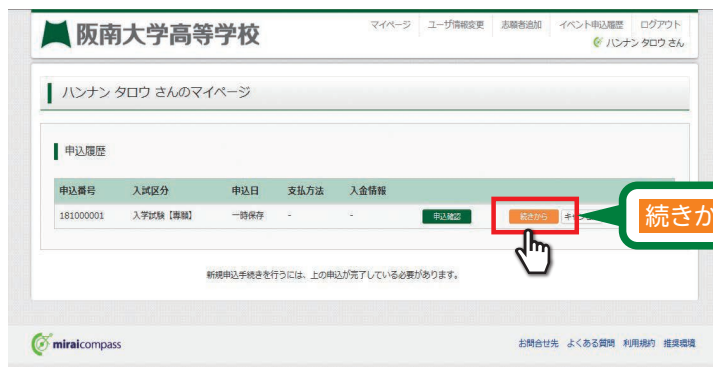 阪南大学高等学校
マイページ ユーザ情報変更 志願者追加 イベント申込履歴 ログアウト
ハンナン タロウ さん
ハンナン タロウ さんのマイページ
申込履歴
申込番号 入試区分 申込日 支払方法 入金情報
181000001 入学試験【専願】 一時保存 - - 申込確認 続きから
続きか
新規申込手続きを行うには、上の申込が完了している必要があります。
miraicompass お問合せ先 よくある質問 利用規約 推奨環境